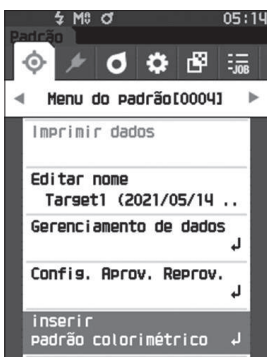 05:14
Padrão
-JOB
Menu do padrão[0004]
Imprimir dados
Editar nome
Target1 (2021/05/14 ..
Gerenciamento de dados
Config. Aprov. Reprov.
inserir
padrão colorimétrico